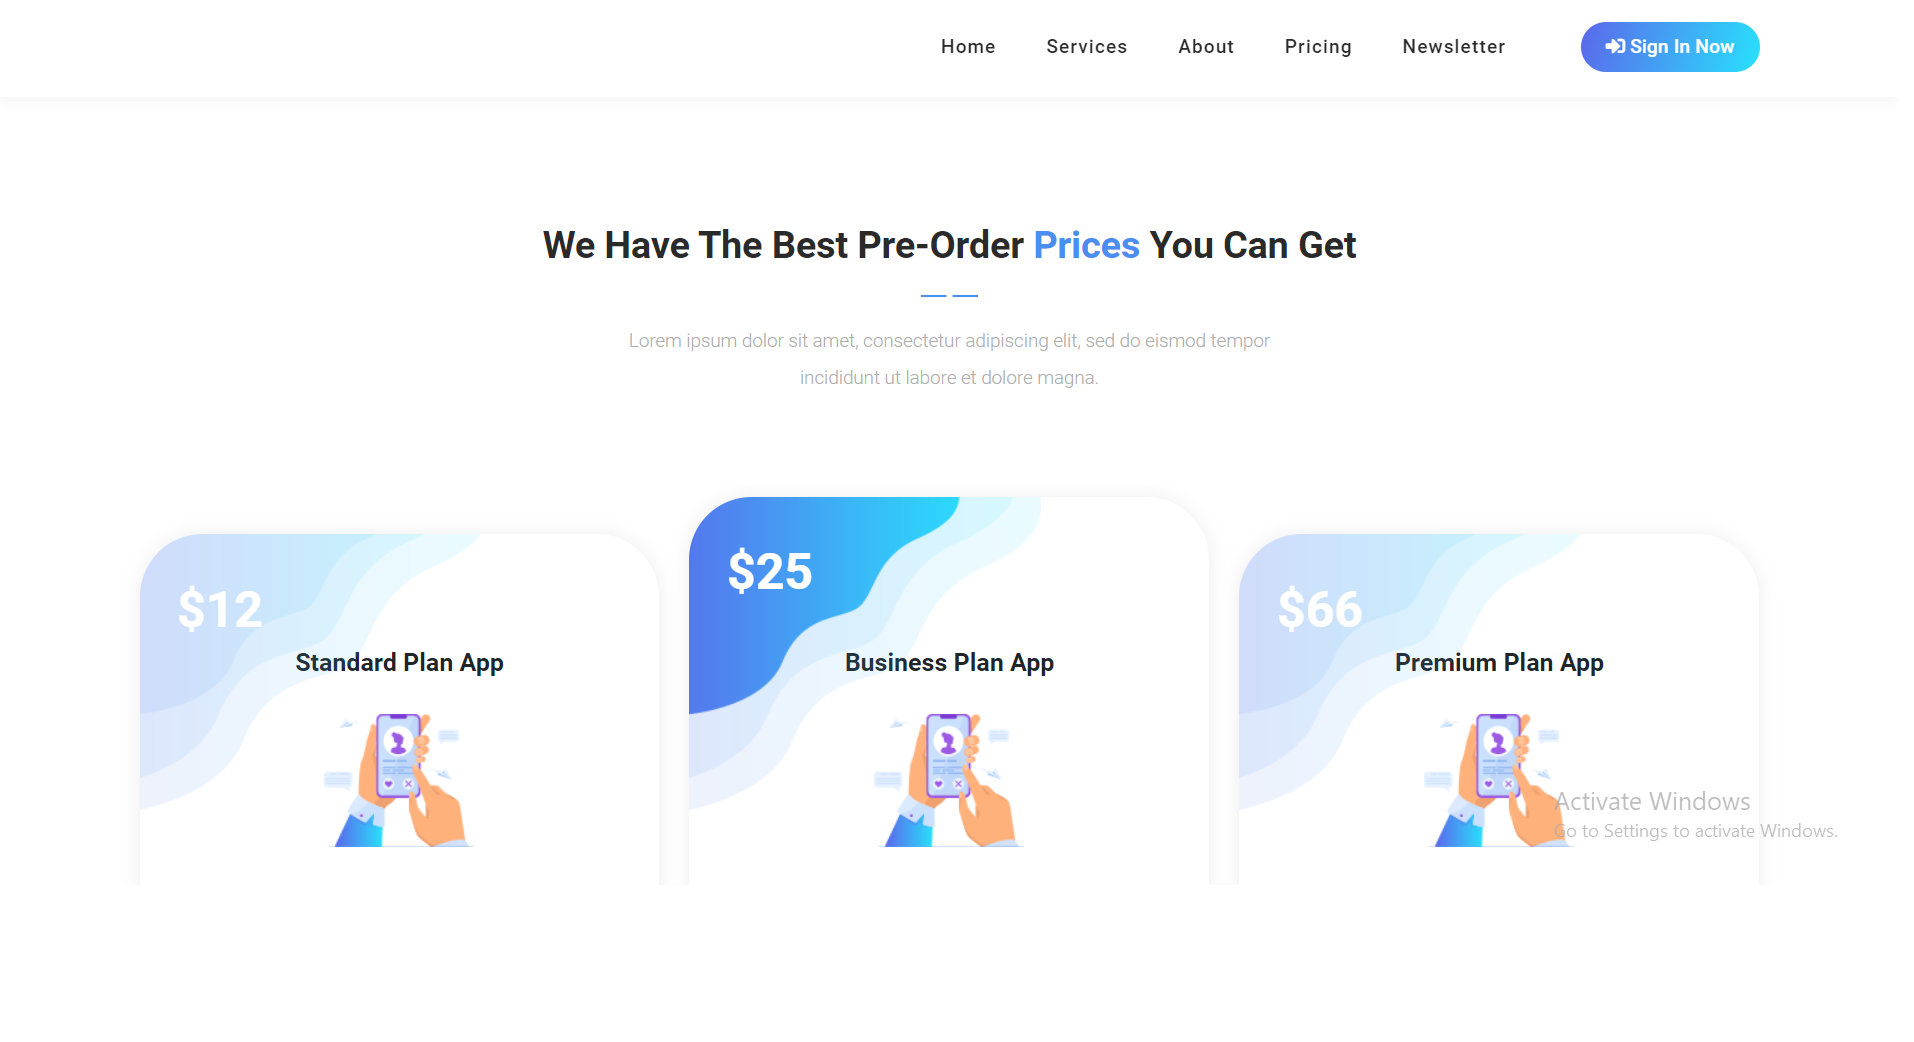 Home Services About Pricing Newsletter Sign In Now
We Have The Best Pre-Order Prices You Can Get
Lorem ipsum dolor sit amet, consectetur adipiscing elit, sed do eismod tempor
incididunt ut labore et dolore magna.
$12
Standard Plan App
$25
Business Plan App
$66
Premium Plan App
Activate Windows
Go to Settings to activate Windows.